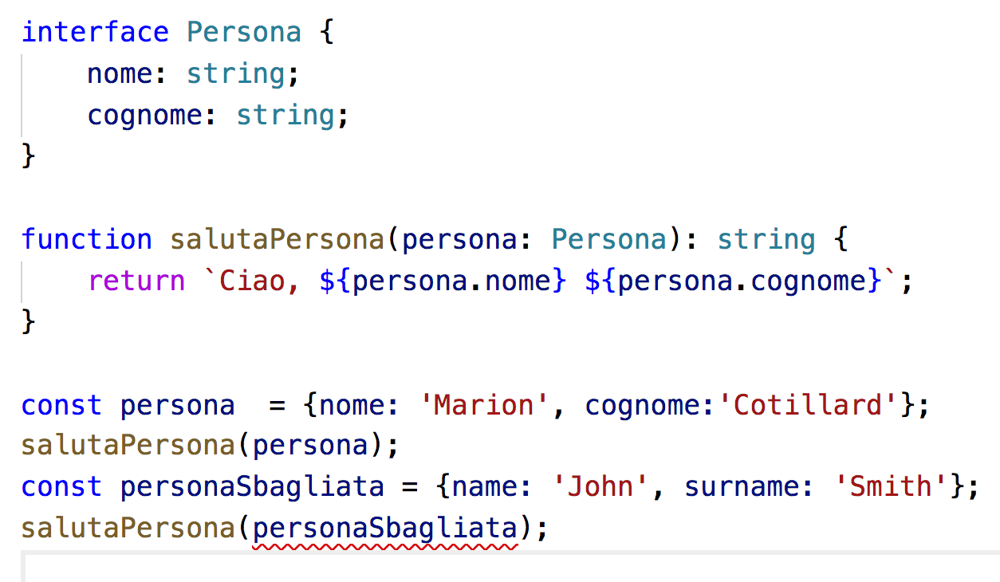 interface Persona {
    nome: string;
    cognome: string;
}

function salutaPersona(persona: Persona): string {
    return `Ciao, ${persona.nome} ${persona.cognome}`;
}

const persona  = {nome: 'Marion', cognome:'Cotillard'};
salutaPersona(persona);
const personaSbagliata = {name: 'John', surname: 'Smith'};
salutaPersona(personaSbagliata);